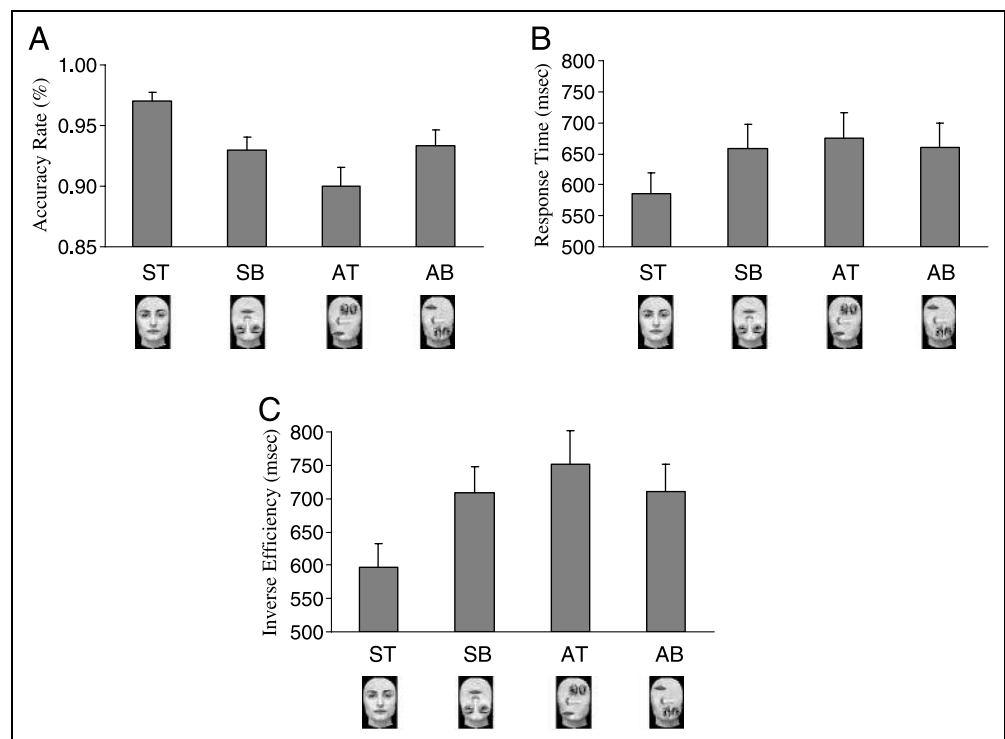 A
Accuracy Rate (%)
1.00
0.95
0.90
0.85
ST SB AT AB
B
Response Time (msec)
800
750
700
650
600
550
500
ST SB AT AB
C
Inverse Efficiency (msec)
800
750
700
650
600
550
500
ST SB AT AB